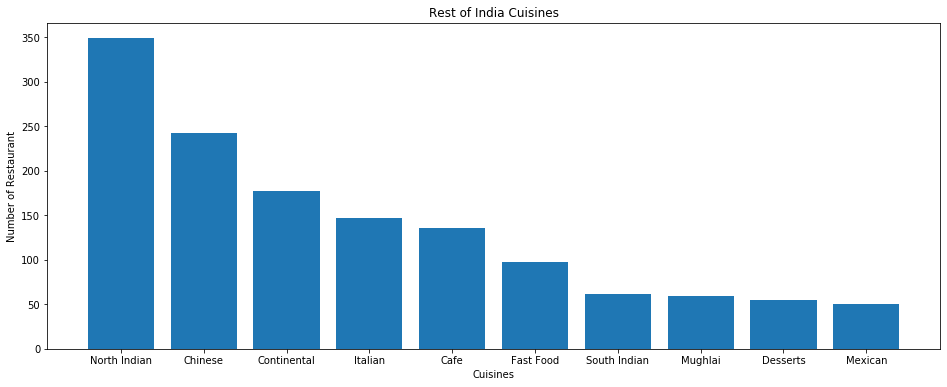 Rest of India Cuisines
Number of Restaurant
350
300
250
200
150
100
50
0
North Indian Chinese Continental Italian Cafe Fast Food South Indian Mughlai Desserts Mexican
Cuisines